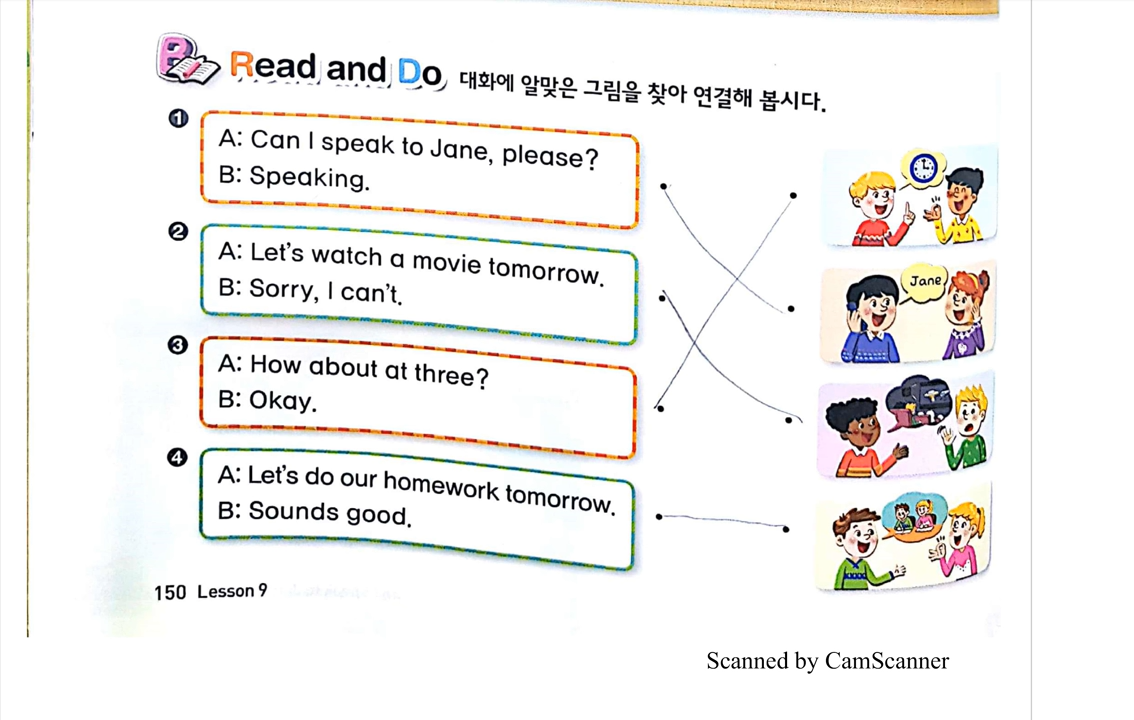 Read and Do 대화에 알맞은 그림을 찾아 연결해 봅시다.
1
A: Can I speak to Jane, please?
B: Speaking.
2
A: Let's watch a movie tomorrow.
B: Sorry, I can't.
3
A: How about at three?
B: Okay.
4
A: Let's do our homework tomorrow.
B: Sounds good.
Jane
150 Lesson 9
Scanned by CamScanner